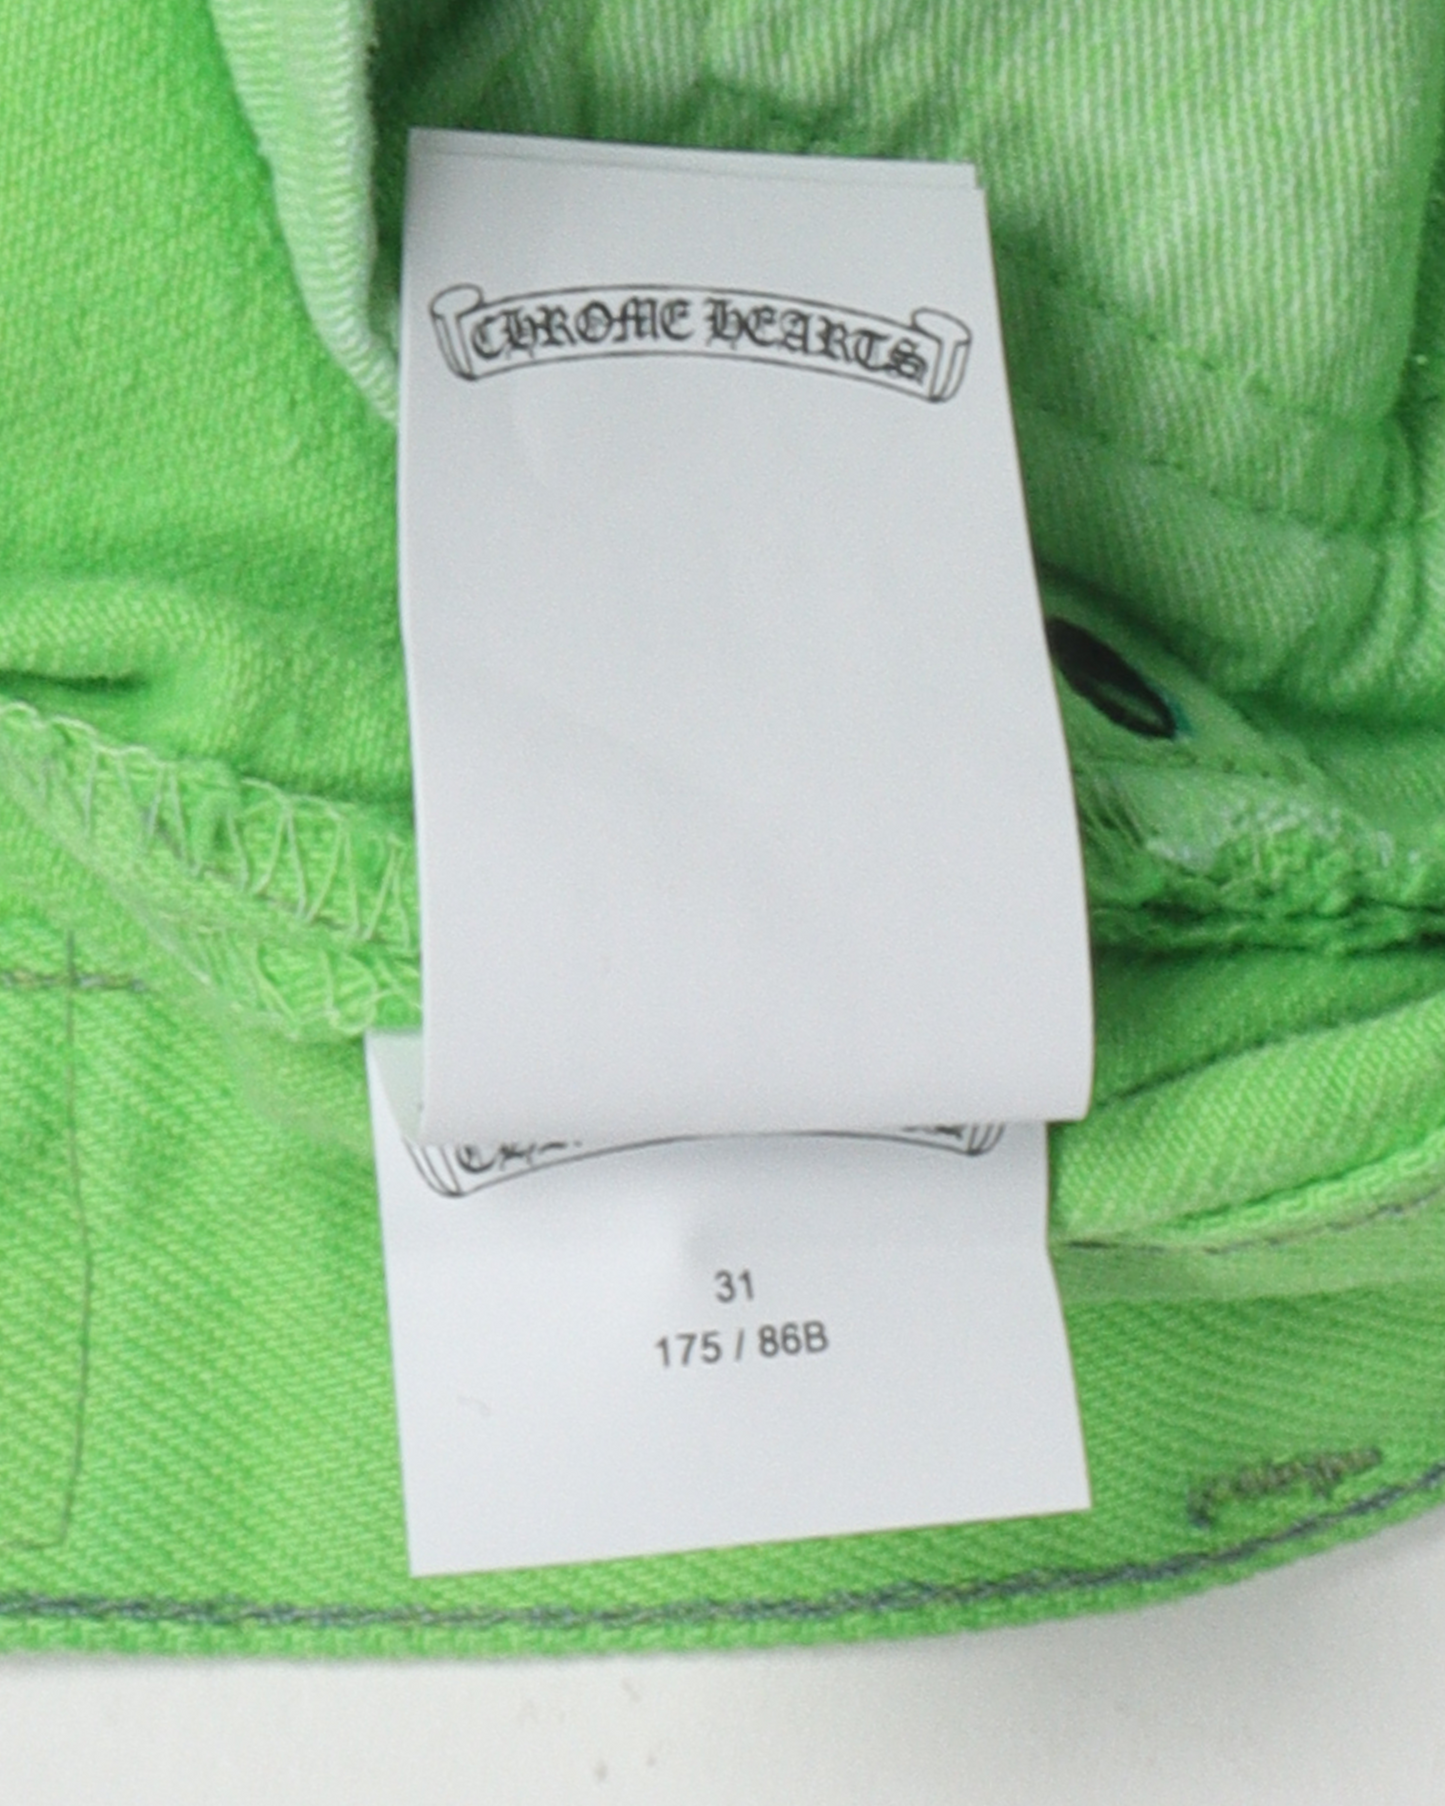 CHROME HEARTS
31
175 / 86B